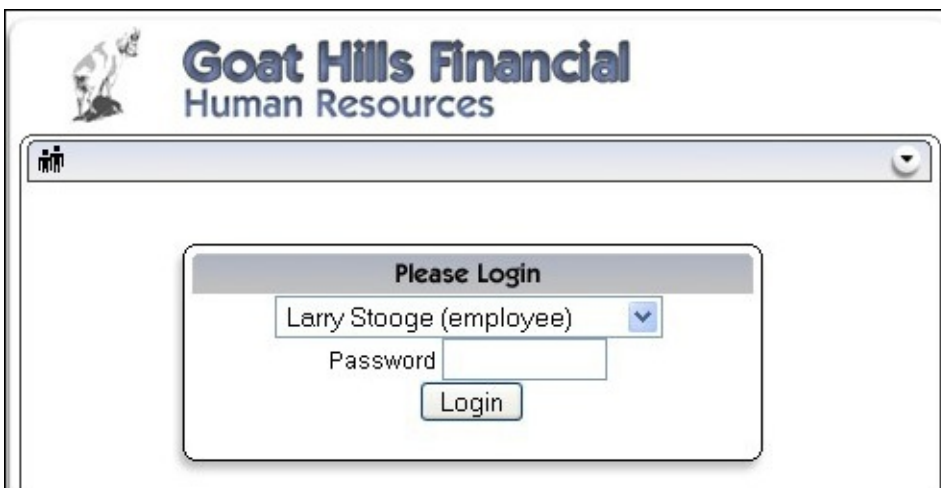 Goat Hills Financial
Human Resources
Please Login
Larry Stooge (employee)
Password
Login